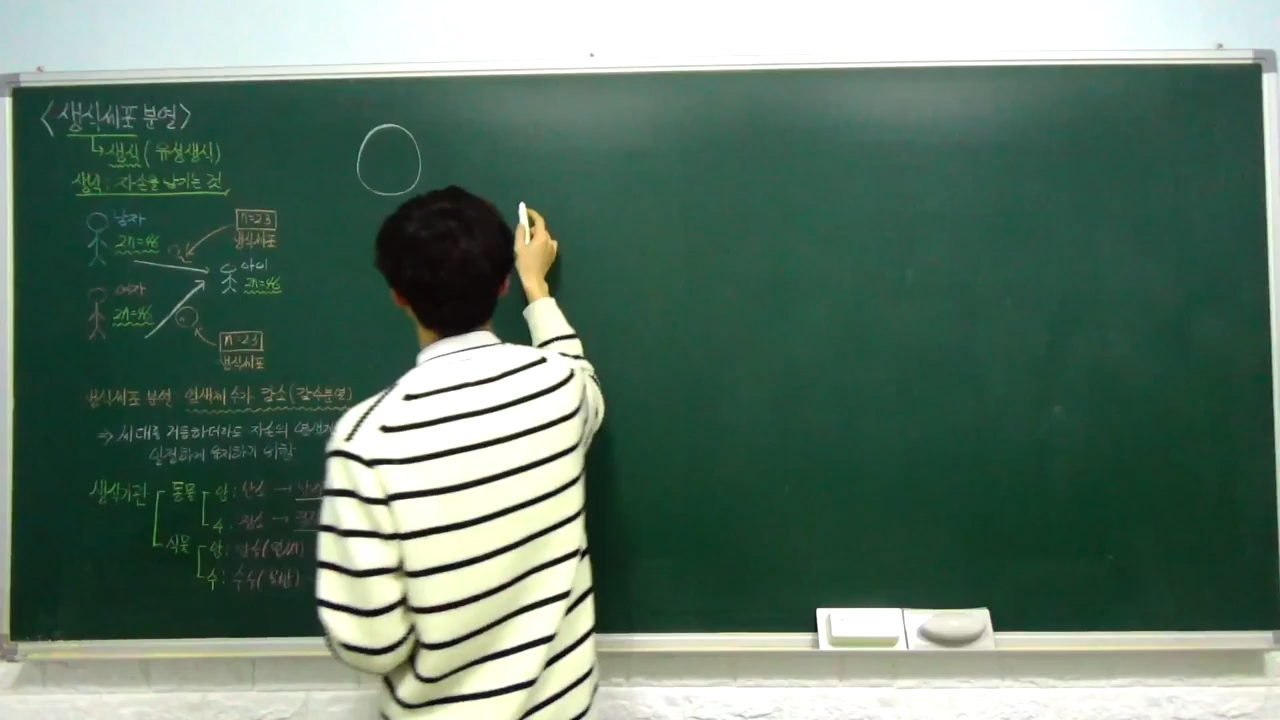 <생식세포 분열>
↳생식(유성생식)
생식: 자손을 남기는 것
남자
2n=46
n=23
생식세포
아이
2n=46
여자
2n=46
n=23
생식세포
생식세포 분열 염색체 수가 감소(감수분열)
⇒ 세대를 거듭하더라도 자손의 염색체
일정하게 유지하기 위함
생식기관 동물 암: 난소 →
수: 정소 →
식물 암: 암술(밑씨)
수: 수술(꽃밥)